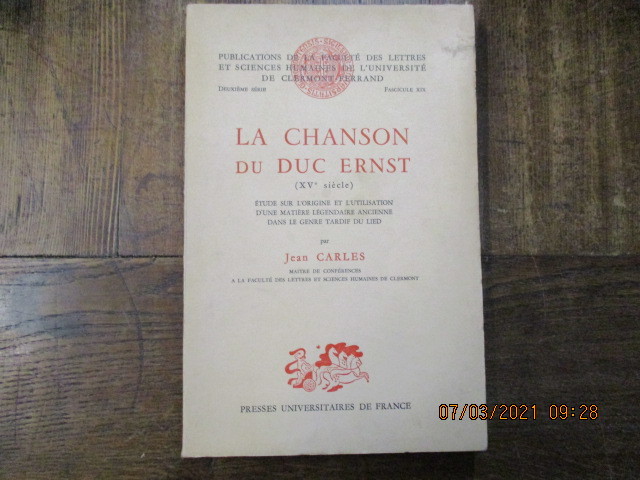 PUBLICATIONS DE LA FACULTÉ DES LETTRES
ET SCIENCES HUMAINES DE L'UNIVERSITÉ
DE CLERMONT-FERRAND
DEUXIÈME SÉRIE FASCICULE XIX
LA CHANSON
DU DUC ERNST
(XVe siècle)
ÉTUDE SUR L'ORIGINE ET L'UTILISATION
D'UNE MATIÈRE LÉGENDAIRE ANCIENNE
DANS LE GENRE TARDIF DU LIED
par
Jean CARLES
MAÎTRE DE CONFÉRENCES
A LA FACULTÉ DES LETTRES ET SCIENCES HUMAINES DE CLERMONT
PRESSES UNIVERSITAIRES DE FRANCE
07/03/2021 09:28